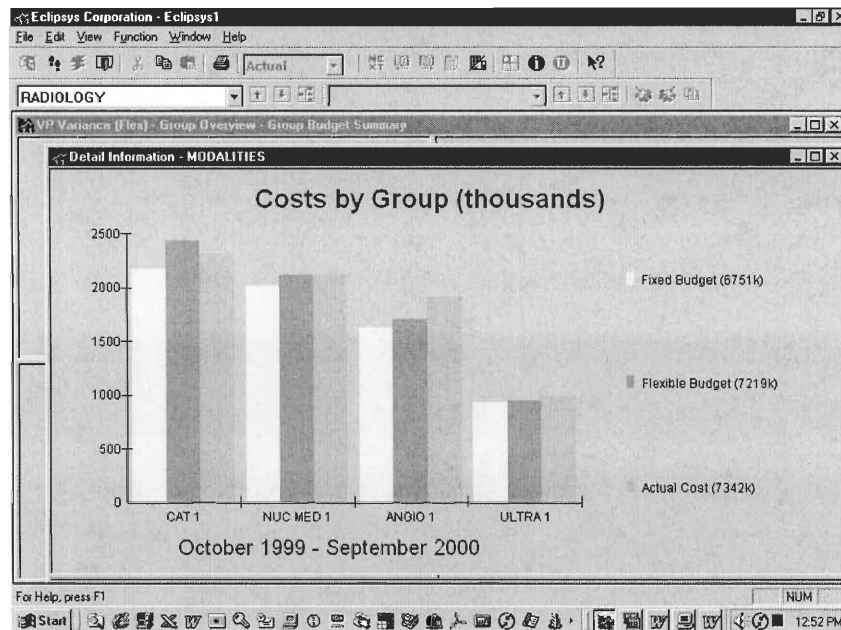 Eclipsys Corporation - Eclipsys1
File Edit View Function Window Help
Actual
RADIOLOGY
VP Variance (Flex) - Group Overview - Group Budget Summary
Detail Information - MODALITIES
Costs by Group (thousands)
2500
2000
1500
1000
500
0
Fixed Budget (6751k)
Flexible Budget (7219k)
Actual Cost (7342k)
CAT 1 NUC MED 1 ANGIO 1 ULTRA 1
October 1999 - September 2000
For Help, press F1
NUM
Start
12:52 PM